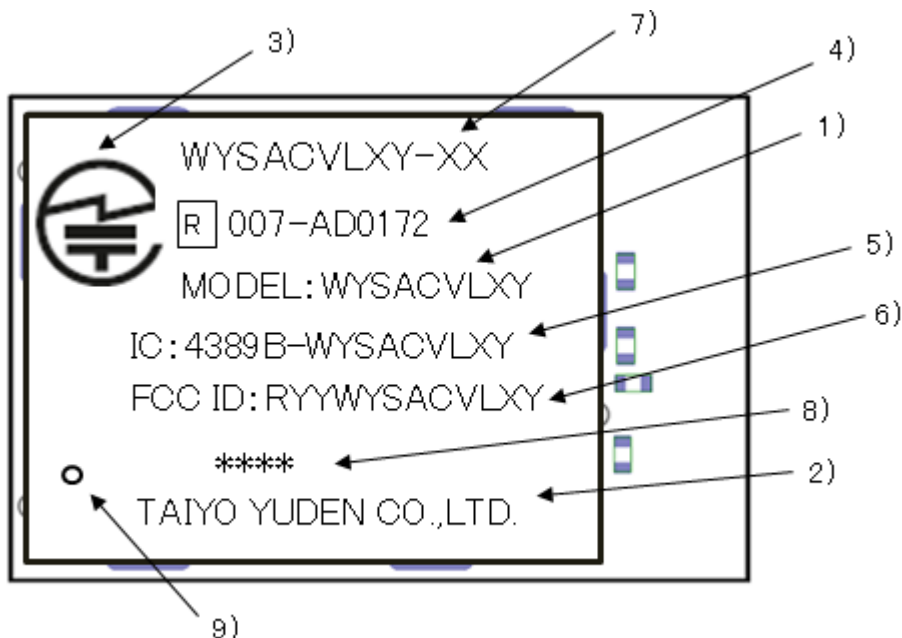 3)
7)
4)
1)
WYSACVLXY-XX
R 007-AD0172
5)
MODEL:WYSACVLXY
6)
IC:4389B-WYSACVLXY
FCC ID:RYYWYSACVLXY
8)
****
2)
TAIYO YUDEN CO.,LTD.
9)